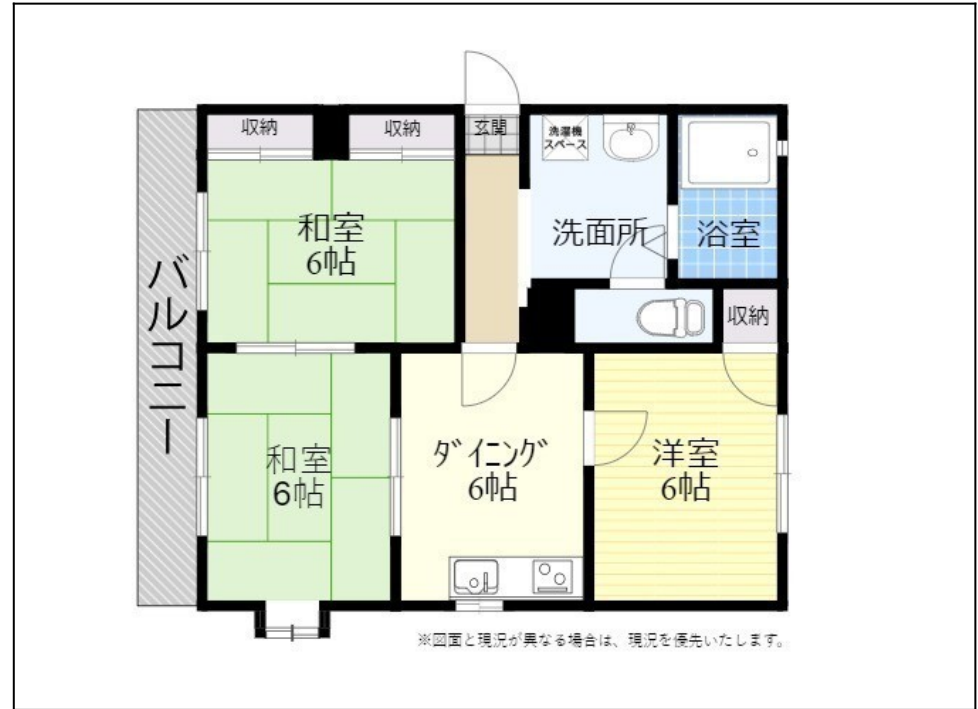 収納
収納
玄関
洗濯機
スペース
和室
6帖
洗面所
浴室
バルコニー
収納
和室
6帖
ダイニング
6帖
洋室
6帖
※図面と現況が異なる場合は、現況を優先いたします。